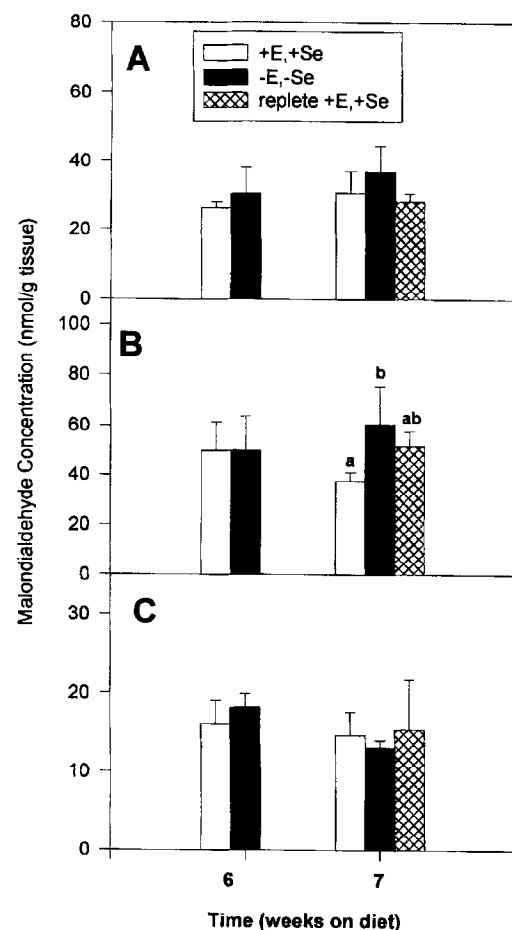 80
A
+E,+Se
-E,-Se
replete +E,+Se
60
40
20
0
Malondialdehyde Concentration (nmol/g tissue)
100
B
80
60
40
20
0
a
b
ab
C
30
20
10
0
6
7
Time (weeks on diet)